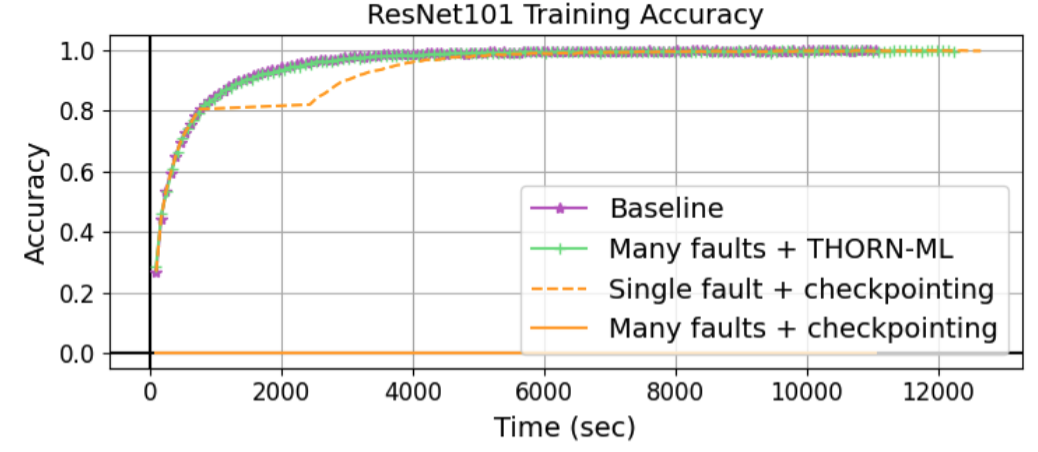 ResNet101 Training Accuracy
1.0
0.8
0.6
0.4
0.2
0.0
Accuracy
Baseline
Many faults + THORN-ML
Single fault + checkpointing
Many faults + checkpointing
0 2000 4000 6000 8000 10000 12000
Time (sec)